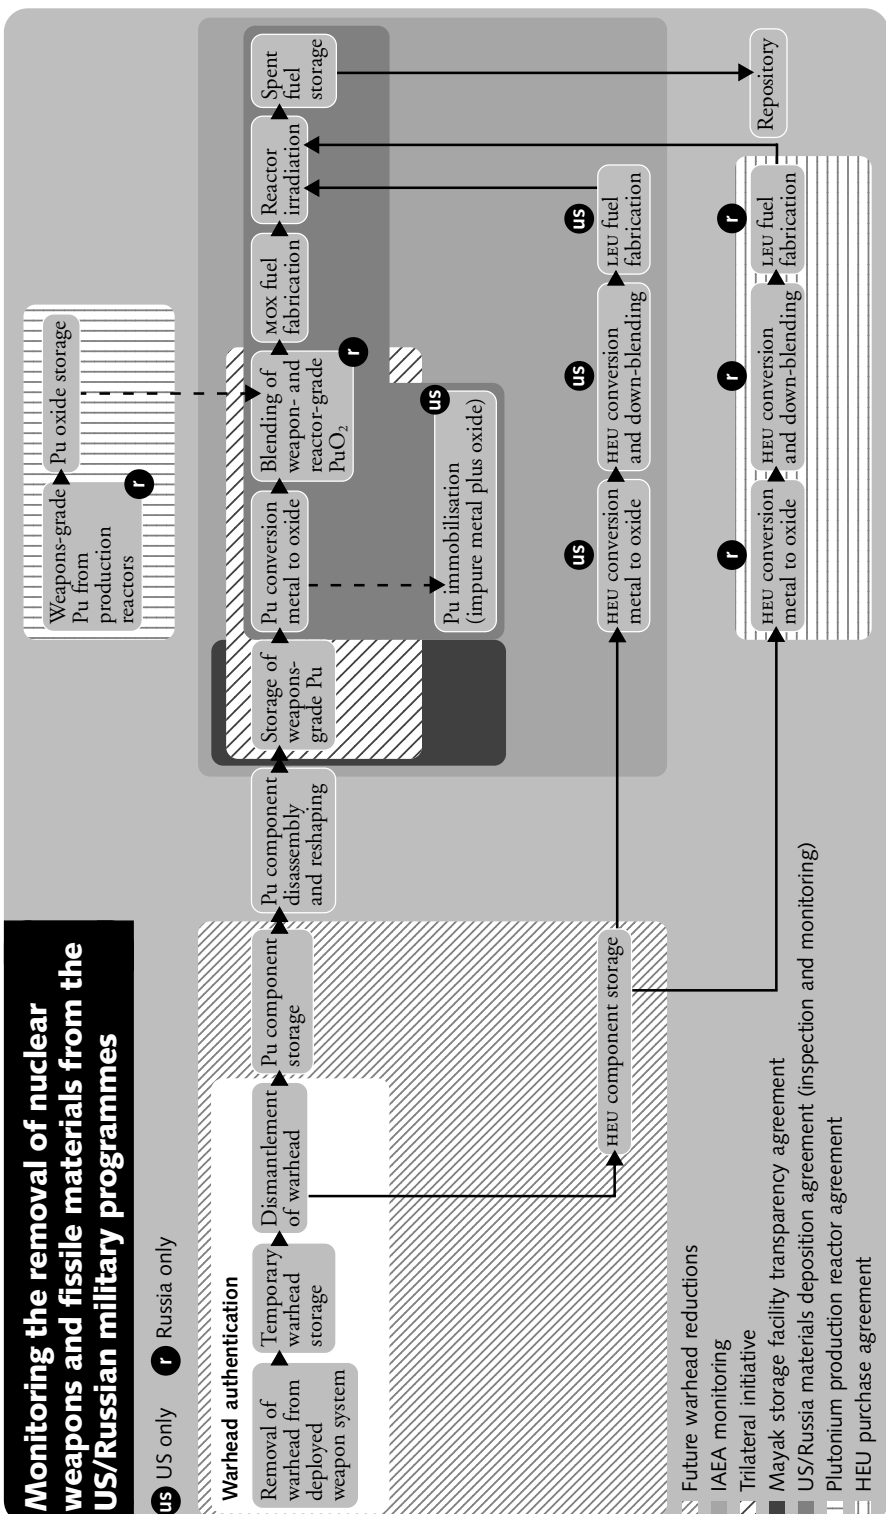 Monitoring the removal of nuclear
weapons and fissile materials from the
US/Russian military programmes
us US only
r Russia only
Weapons-grade
Pu from
production
reactors
r
Pu oxide storage
Warhead authentication
Removal of
warhead from
deployed
weapon system
Temporary
warhead
storage
Dismantlement
of warhead
Pu component
storage
Pu component
disassembly
and reshaping
Storage of
weapons-
grade Pu
Pu conversion
metal to oxide
Blending of
weapon- and
reactor-grade
PuO2
r
MOX fuel
fabrication
Reactor
irradiation
Spent
fuel
storage
Pu immobilisation
(impure metal plus oxide)
us
HEU component storage
us
HEU conversion
metal to oxide
us
HEU conversion
and down-blending
us
LEU fuel
fabrication
r
HEU conversion
metal to oxide
r
HEU conversion
and down-blending
r
LEU fuel
fabrication
Repository
Future warhead reductions
IAEA monitoring
Trilateral initiative
Mayak storage facility transparency agreement
US/Russia materials deposition agreement (inspection and monitoring)
Plutonium production reactor agreement
HEU purchase agreement